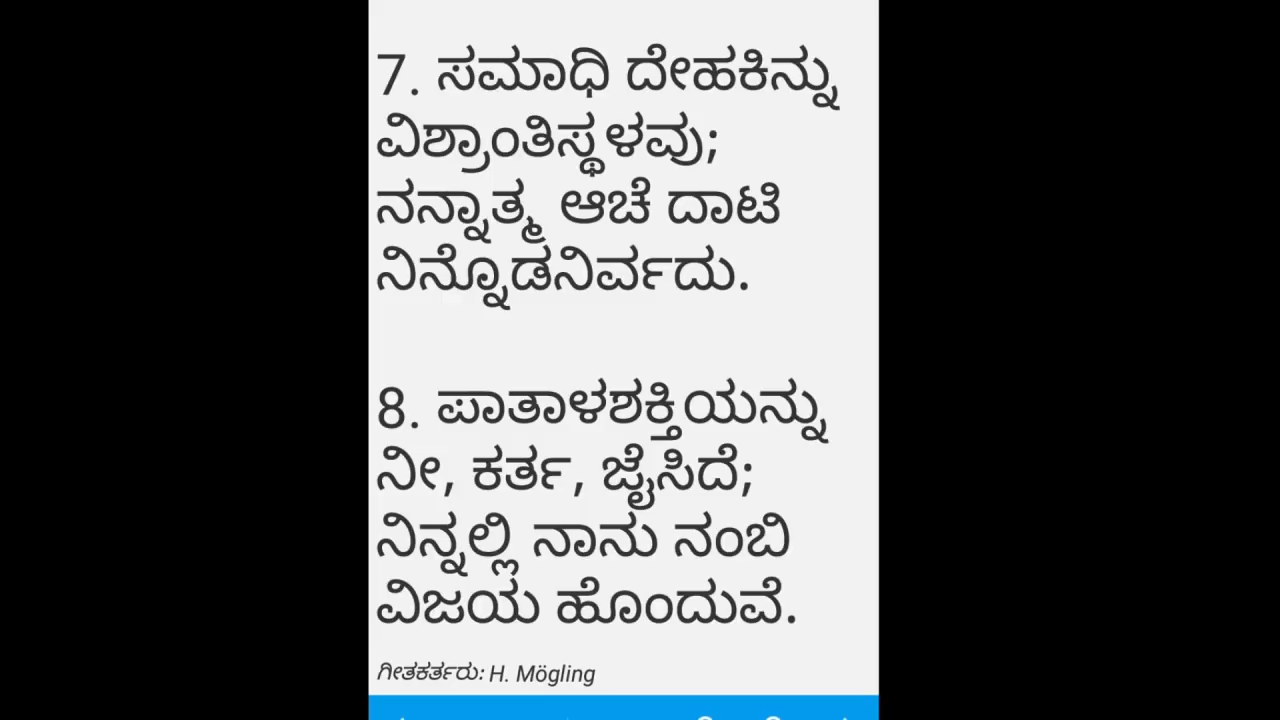 7. ಸಮಾಧಿ ದೇಹಕಿನ್ನು
ವಿಶ್ರಾಂತಿಸ್ಥಳವು;
ನನ್ನಾತ್ಮ ಆಚೆ ದಾಟಿ
ನಿನ್ನೊಡನಿರ್ವದು.
8. ಪಾತಾಳಶಕ್ತಿಯನ್ನು
ನೀ, ಕರ್ತ, ಜೈಸಿದೆ;
ನಿನ್ನಲ್ಲಿ ನಾನು ನಂಬಿ
ವಿಜಯ ಹೊಂದುವೆ.
ಗೀತಕರ್ತರು: H. Mögling